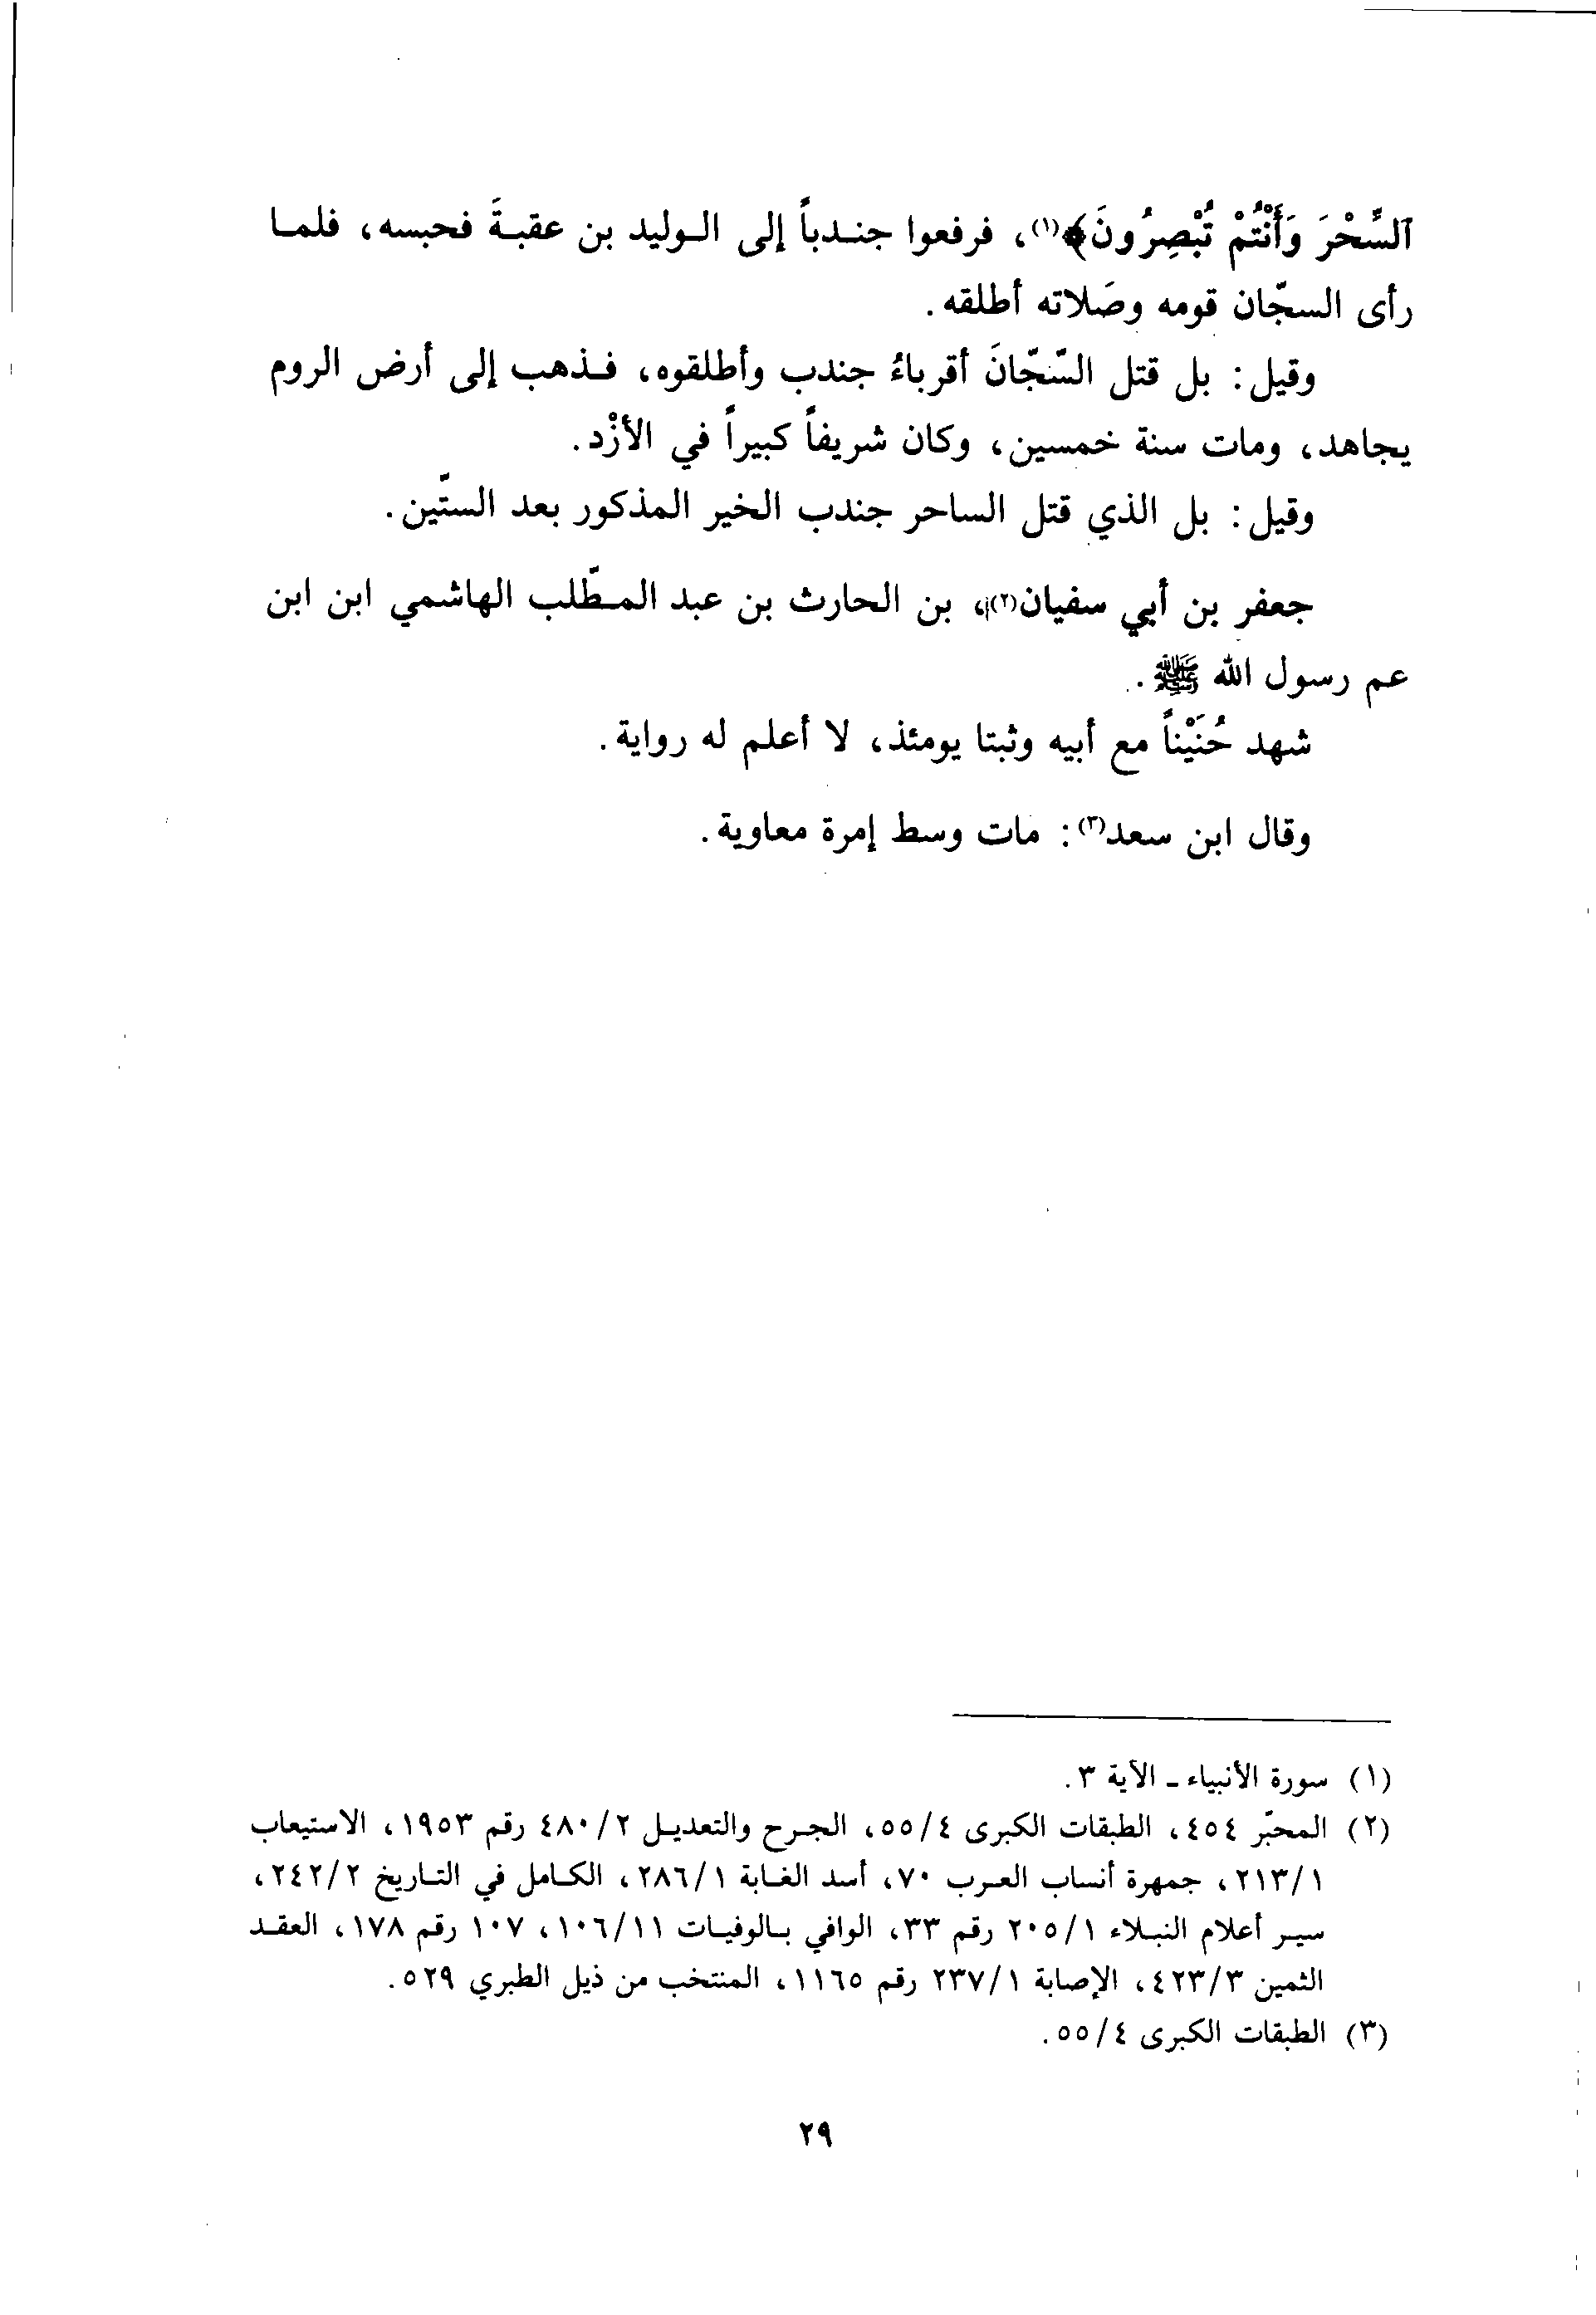 ٱلسِّحْرَ وَأَنْتُمْ تُبْصِرُونَ﴾(١)، فرفعوا جندباً إلى الوليد بن عقبةَ فحبسه، فلما
رأى السجّان قومه وصَلاته أطلقه.
وقيل: بل قتل السّجّانَ أقرباءُ جندب وأطلقوه، فذهب إلى أرض الروم
يجاهد، ومات سنة خمسين، وكان شريفاً كبيراً في الأزْد.
وقيل: بل الذي قتل الساحر جندب الخير المذكور بعد الستّين.
جعفر بن أبي سفيان(٢)، بن الحارث بن عبد المطّلب الهاشمي ابن ابن
عم رسول الله ﷺ.
شهد حُنَيْناً مع أبيه وثبتا يومئذ، لا أعلم له رواية.
وقال ابن سعد(٣): مات وسط إمرة معاوية.
(١) سورة الأنبياء - الآية ٣.
(٢) المحبّر ٤٥٤، الطبقات الكبرى ٤/٥٥، الجرح والتعديل ٢/٤٨٠ رقم ١٩٥٣، الاستيعاب
١/٢١٣، جمهرة أنساب العرب ٧٠، أسد الغابة ١/٢٨٦، الكامل في التاريخ ٢/٢٤٢،
سير أعلام النبلاء ١/٢٠٥ رقم ٣٣، الوافي بالوفيات ١١/١٠٦، ١٠٧ رقم ١٧٨، العقد
الثمين ٣/٤٢٣، الإصابة ١/٢٣٧ رقم ١١٦٥، المنتخب من ذيل الطبري ٥٢٩.
(٣) الطبقات الكبرى ٤/٥٥.
٢٩